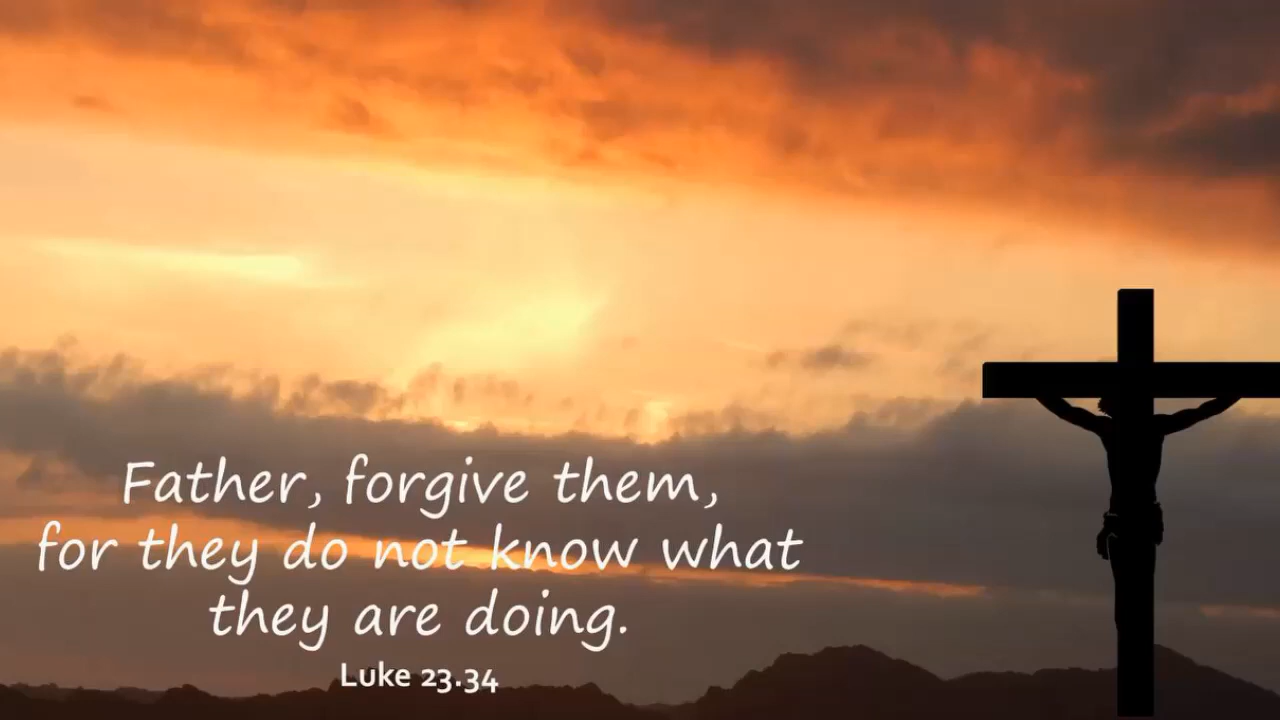 Father, forgive them,
for they do not know what
they are doing.
Luke 23.34